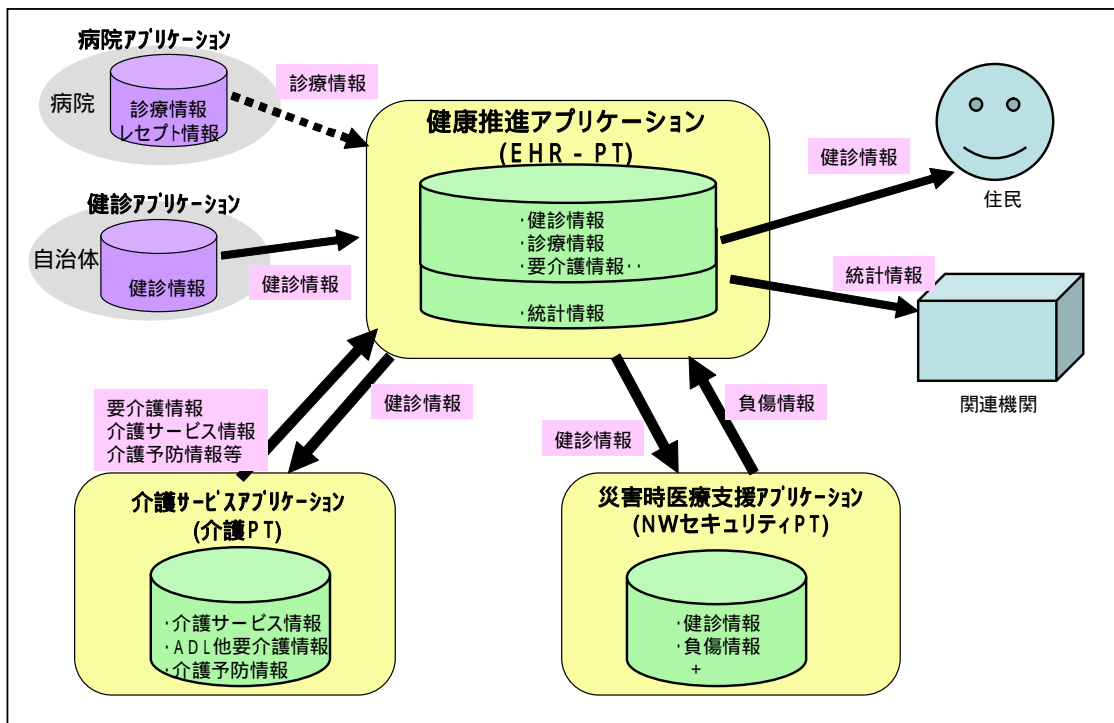 病院アプリケーション
病院
診療情報
レセプト情報
診療情報
健康推進アプリケーション
(EHR-PT)
・健診情報
・診療情報
・要介護情報・・
・統計情報
健診情報
住民
健診アプリケーション
自治体
健診情報
健診情報
統計情報
関連機関
要介護情報
介護サービス情報
介護予防情報等
健診情報
健診情報
負傷情報
介護サービスアプリケーション
(介護PT)
・介護サービス情報
・ADL他要介護情報
・介護予防情報
災害時医療支援アプリケーション
(NWセキュリティPT)
・健診情報
・負傷情報
+